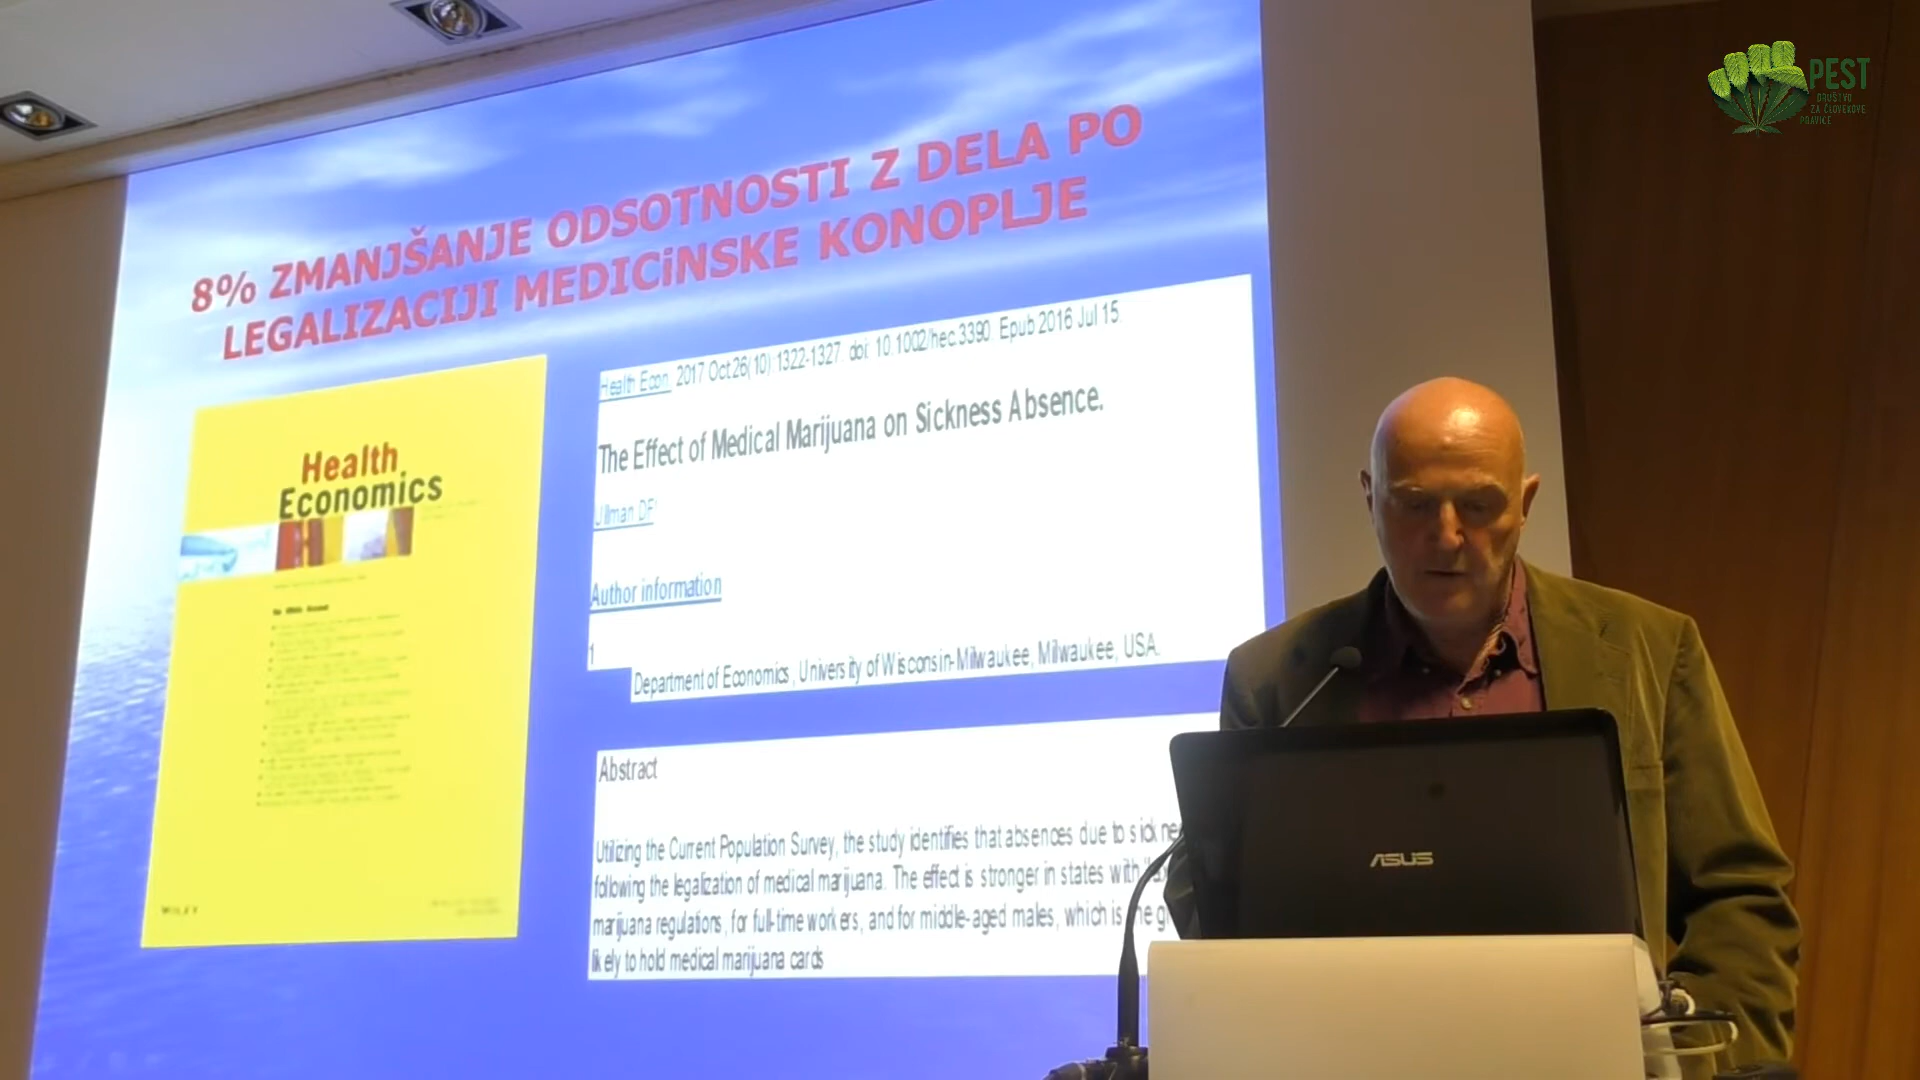 PEST
DRUŠTVO
ZA ČLOVEKOVE
PRAVICE
8% ZMANJŠANJE ODSOTNOSTI Z DELA PO
LEGALIZACIJI MEDICiNSKE KONOPLJE
Health
Economics
WILEY
Health Econ. 2017 Oct;26(10):1322-1327. doi: 10.1002/hec.3390. Epub 2016 Jul 15.
The Effect of Medical Marijuana on Sickness Absence.
Ullman DF
Author information
1
Department of Economics, University of Wisconsin-Milwaukee, Milwaukee, USA.
Abstract
Utilizing the Current Population Survey, the study identifies that absences due to
following the legalization of medical marijuana. The effect is stronger in states with
marijuana regulations, for full-time workers, and for middle-aged males, which is
likely to hold medical marijuana cards
ASUS